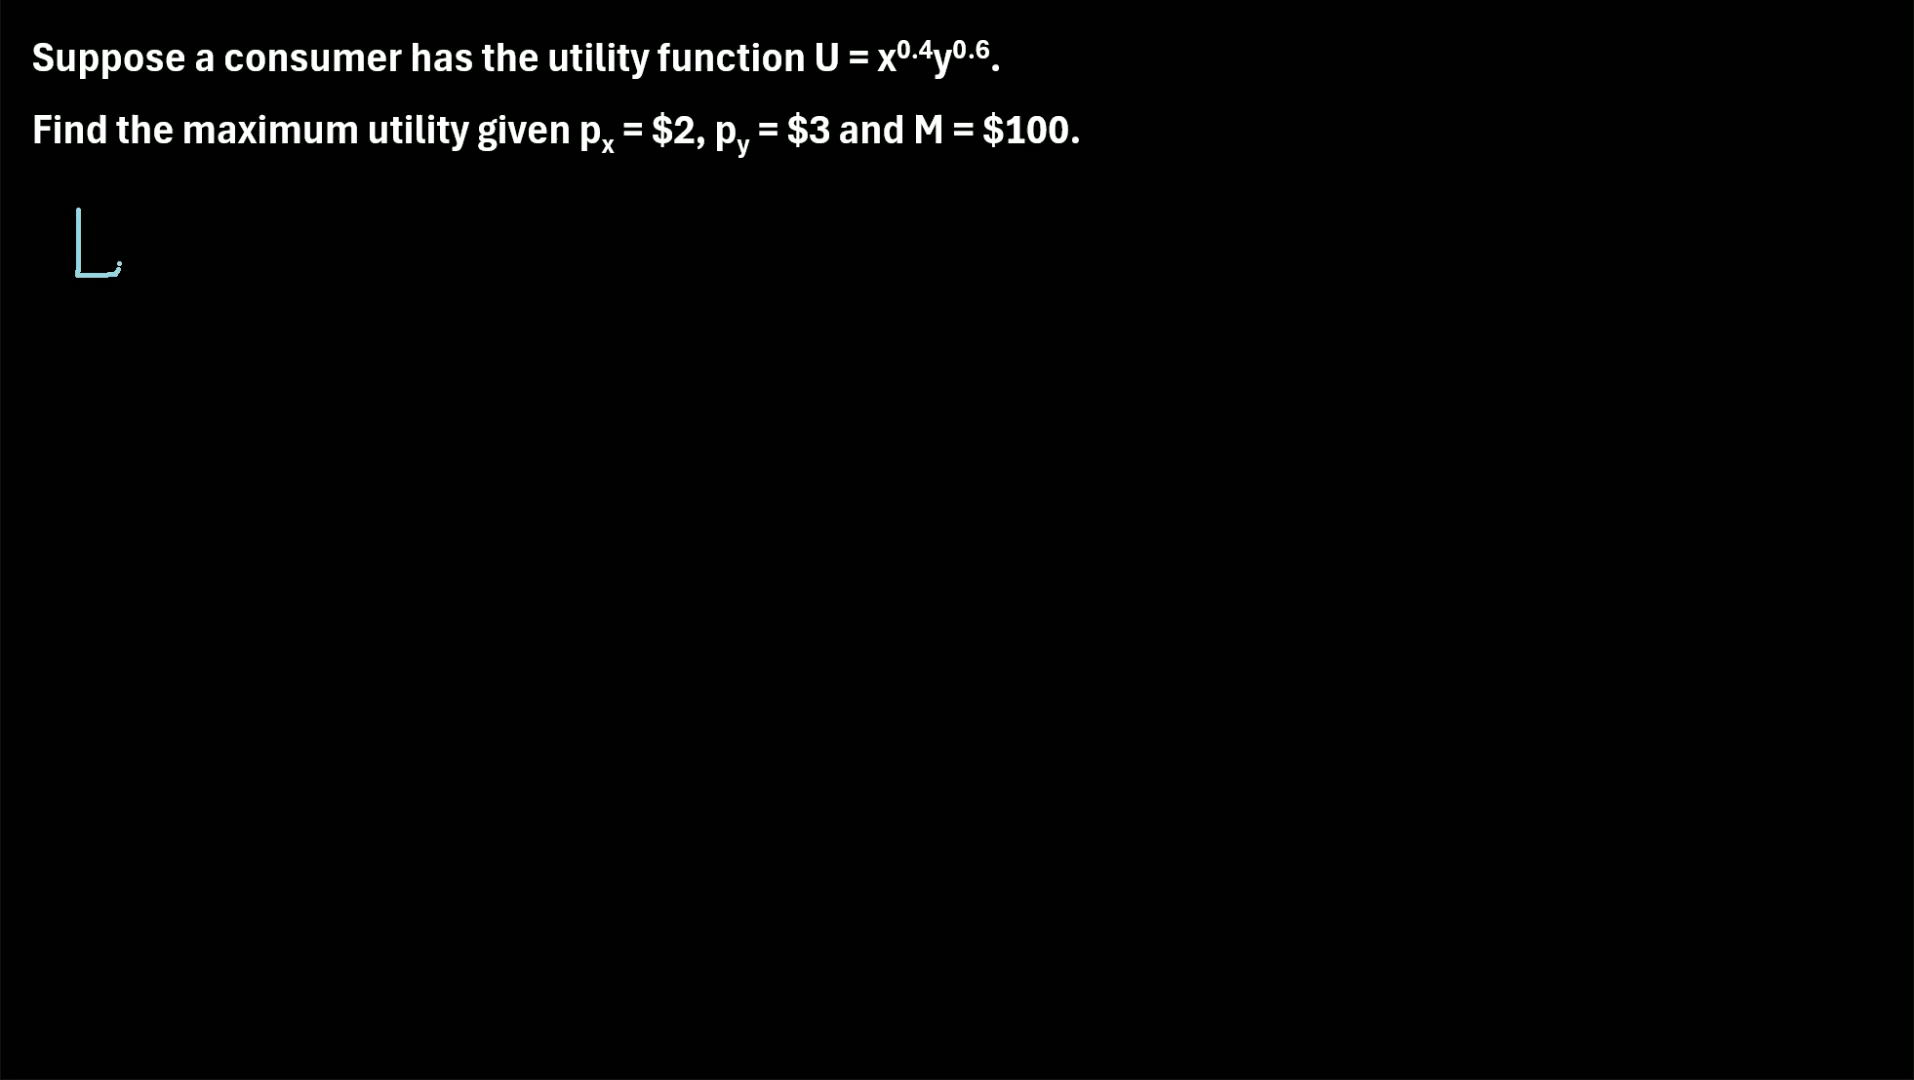 Suppose a consumer has the utility function U = x^0.4y^0.6.
Find the maximum utility given p_x = $2, p_y = $3 and M = $100.
L